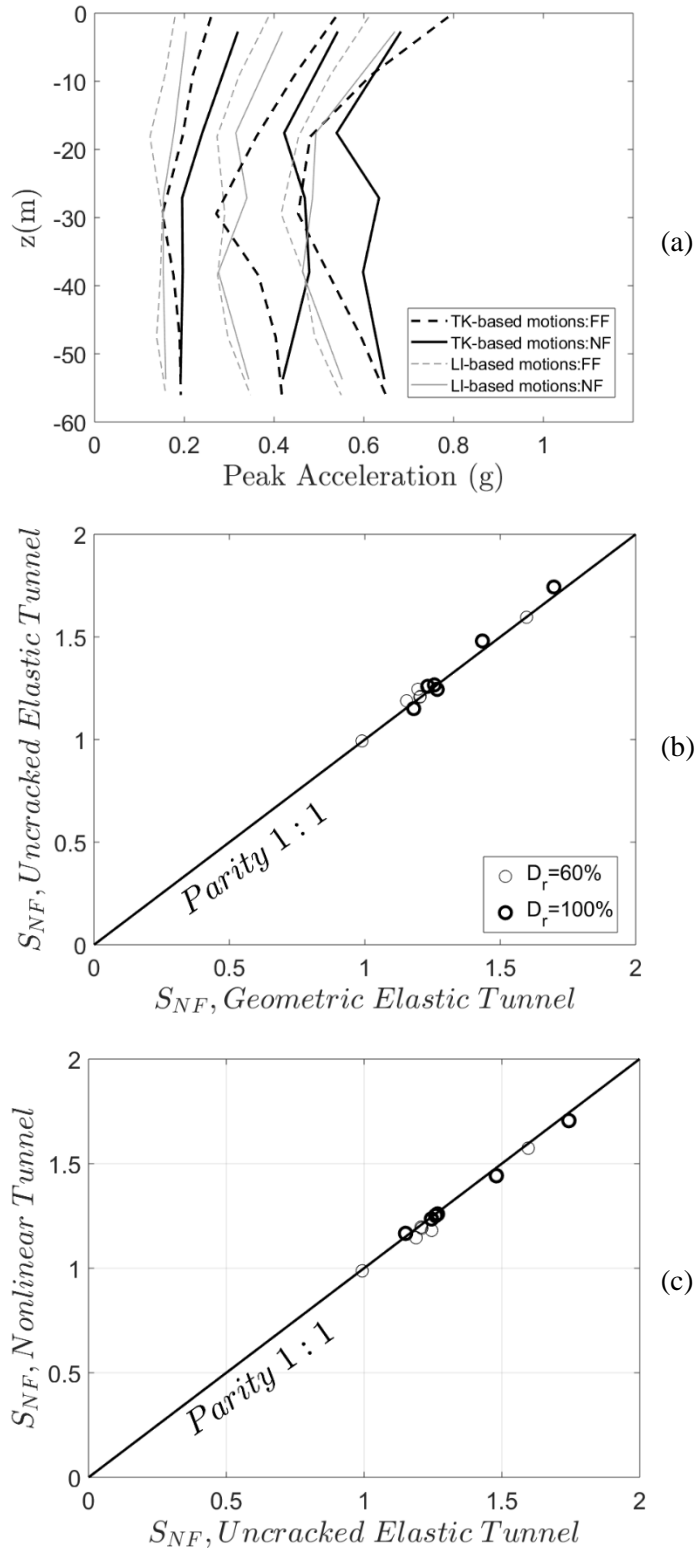 0
-10
-20
-30
-40
-50
-60
z(m)
0 0.2 0.4 0.6 0.8 1
Peak Acceleration (g)
TK-based motions:FF
TK-based motions:NF
LI-based motions:FF
LI-based motions:NF
(a)
2
1.5
1
0.5
0
S_NF, Uncracked Elastic Tunnel
Parity 1 : 1
D_r=60%
D_r=100%
0 0.5 1 1.5 2
S_NF, Geometric Elastic Tunnel
(b)
2
1.5
1
0.5
0
S_NF, Nonlinear Tunnel
Parity 1 : 1
0 0.5 1 1.5 2
S_NF, Uncracked Elastic Tunnel
(c)